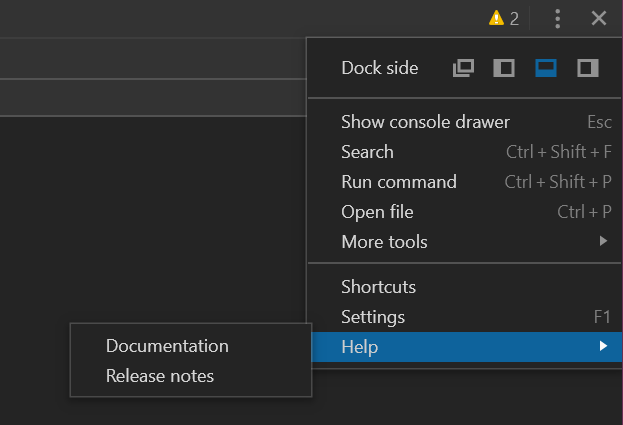 2
Dock side
Show console drawer Esc
Search Ctrl + Shift + F
Run command Ctrl + Shift + P
Open file Ctrl + P
More tools
Shortcuts
Settings F1
Help
Documentation
Release notes